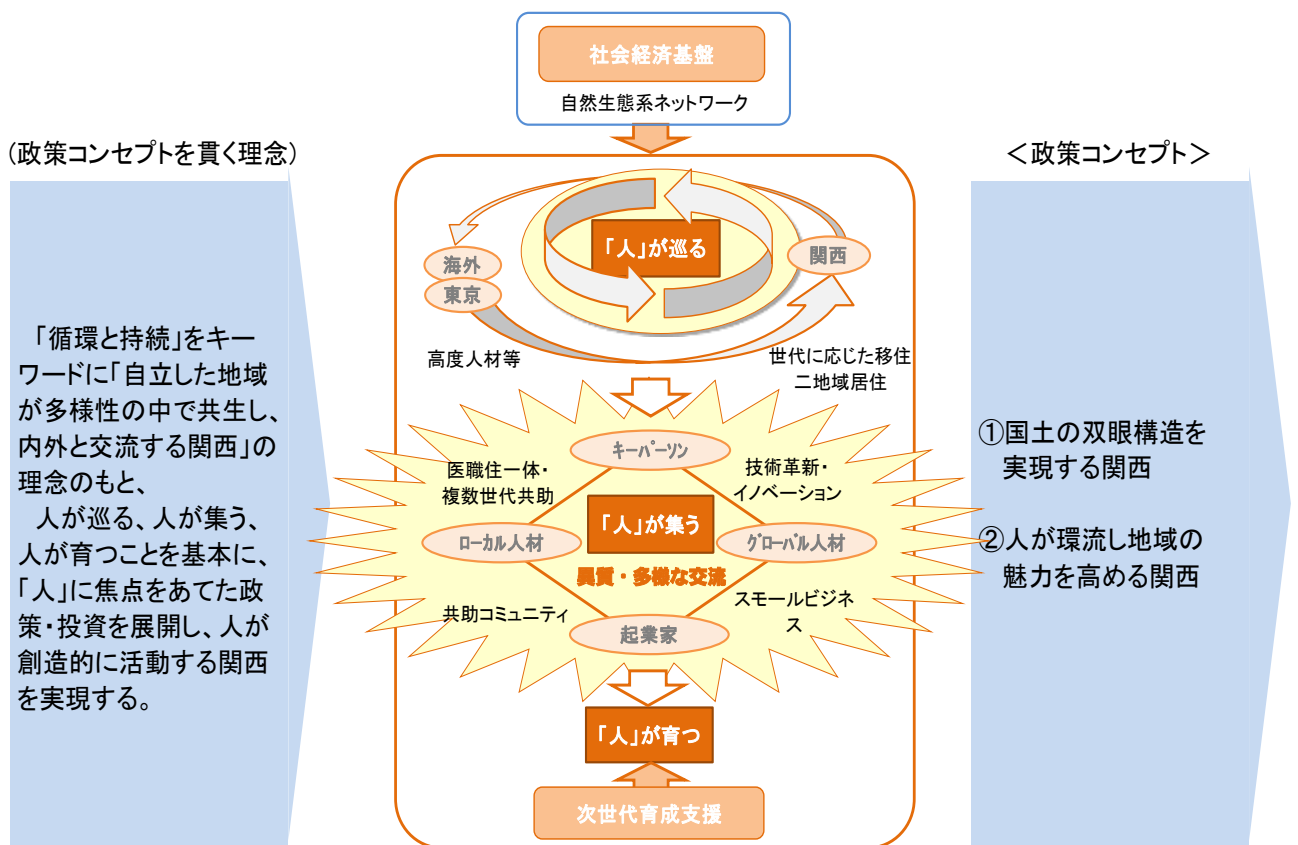 社会経済基盤
自然生態系ネットワーク
(政策コンセプトを貫く理念)
「循環と持続」をキー
ワードに「自立した地域
が多様性の中で共生し、
内外と交流する関西」の
理念のもと、
人が巡る、人が集う、
人が育つことを基本に、
「人」に焦点をあてた政
策・投資を展開し、人が
創造的に活動する関西
を実現する。
「人」が巡る
海外
東京
関西
高度人材等
世代に応じた移住
二地域居住
キーパーソン
医職住一体・
複数世代共助
技術革新・
イノベーション
「人」が集う
ローカル人材
グローバル人材
異質・多様な交流
共助コミュニティ
スモールビジネ
ス
起業家
「人」が育つ
次世代育成支援
＜政策コンセプト＞
①国土の双眼構造を
実現する関西
②人が環流し地域の
魅力を高める関西